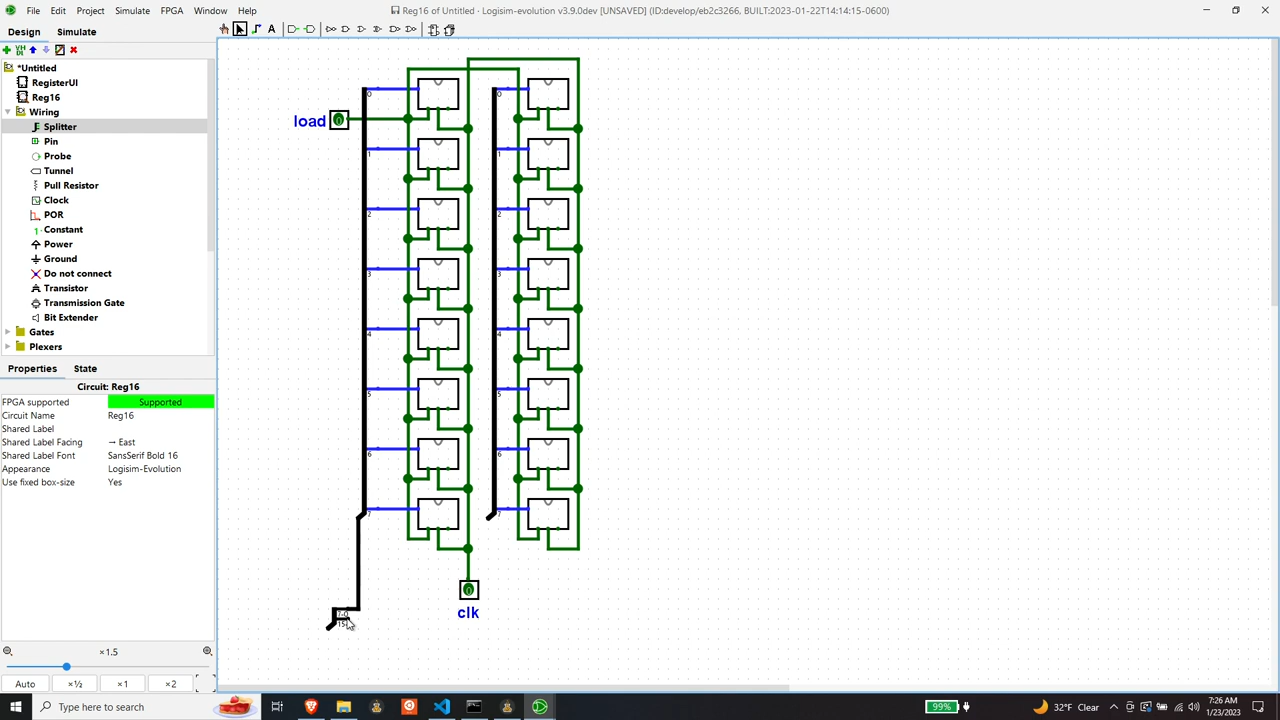 Reg16 of Untitled - Logisim-evolution v3.9.0dev [UNSAVED] (ID:develop/eb2c3266, BUILT:2023-01-22T14:14:15-0600)
File Edit Project Simulate FPGA Window Help
Design Simulate
A
*Untitled
RegisterUI
Reg16
Wiring
Splitter
Pin
Probe
Tunnel
Pull Resistor
Clock
POR
Constant
Power
Ground
Do not connect
Transistor
Transmission Gate
Bit Extender
Gates
Plexers
Properties State
Circuit: Reg16
FPGA supported Supported
Circuit Name Reg16
Shared Label
Shared Label Facing → East
Shared Label Font SansSerif Bold 16
Appearance Logisim-Evolution
Use fixed box-size Yes
×1.5
Auto ×½ ×1 ×2
load 0
0 0
1 1
2 2
3 3
4 4
5 5
6 6
7 7
0
clk
Type here to search
99%
32°F Clear
7:26 AM
1/23/2023